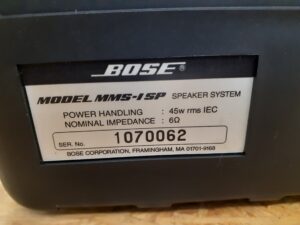 BOSE®
MODEL MMS-1SP SPEAKER SYSTEM
POWER HANDLING : 45w rms IEC
NOMINAL IMPEDANCE : 6Ω
SER. No. 1070062
BOSE CORPORATION, FRAMINGHAM, MA 01701-9168